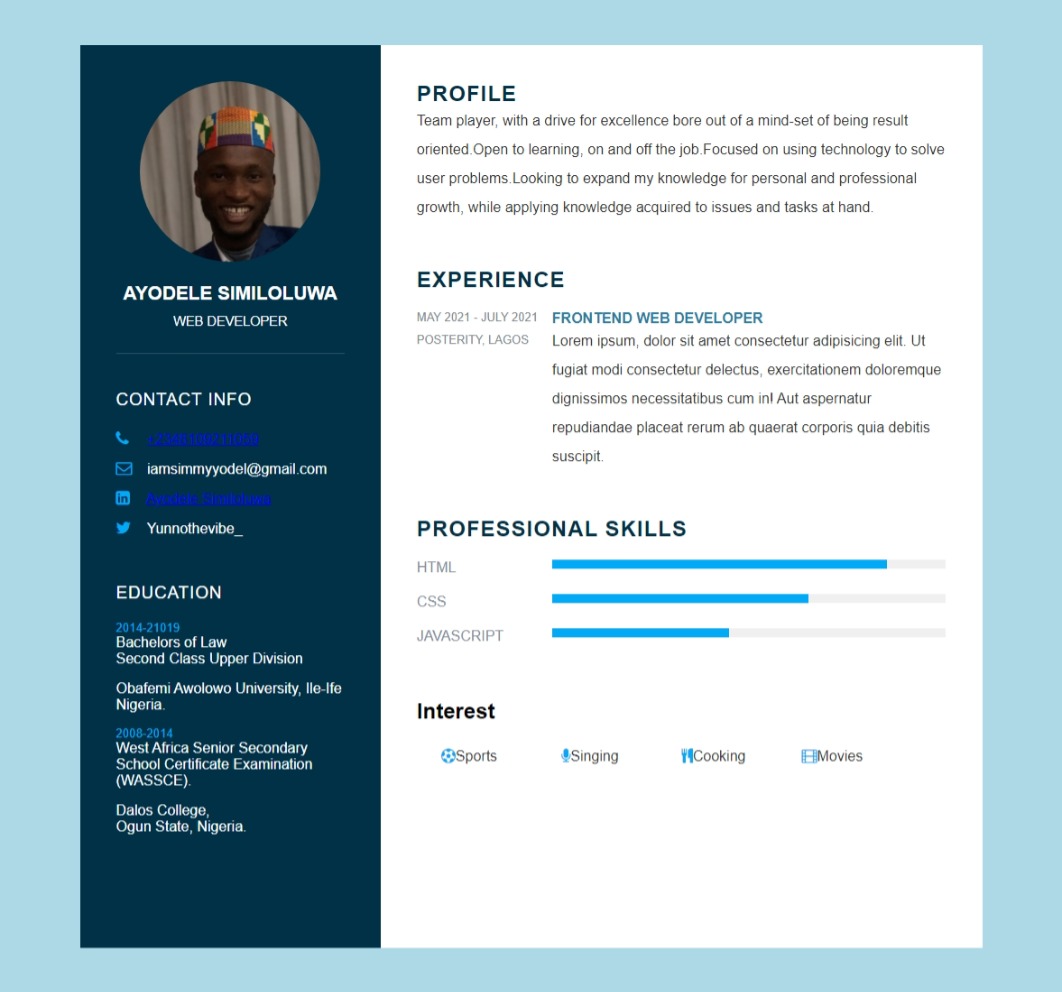 AYODELE SIMILOLUWA
WEB DEVELOPER
CONTACT INFO
iamsimmyyodel@gmail.com
Ayodele Similoluwa
Yunnothevibe_
EDUCATION
2014-21019
Bachelors of Law
Second Class Upper Division
Obafemi Awolowo University, Ile-Ife
Nigeria.
2008-2014
West Africa Senior Secondary
School Certificate Examination
(WASSCE).
Dalos College,
Ogun State, Nigeria.
PROFILE
Team player, with a drive for excellence bore out of a mind-set of being result
oriented.Open to learning, on and off the job.Focused on using technology to solve
user problems.Looking to expand my knowledge for personal and professional
growth, while applying knowledge acquired to issues and tasks at hand.
EXPERIENCE
MAY 2021 - JULY 2021
POSTERITY, LAGOS
FRONTEND WEB DEVELOPER
Lorem ipsum, dolor sit amet consectetur adipisicing elit. Ut
fugiat modi consectetur delectus, exercitationem doloremque
dignissimos necessitatibus cum in! Aut aspernatur
repudiandae placeat rerum ab quaerat corporis quia debitis
suscipit.
PROFESSIONAL SKILLS
HTML
CSS
JAVASCRIPT
Interest
Sports Singing Cooking Movies